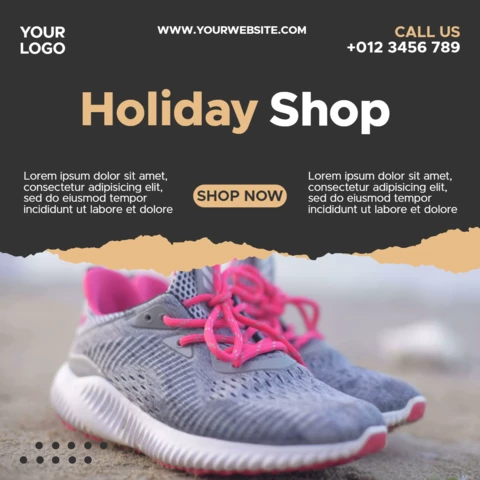 YOUR
LOGO
WWW.YOURWEBSITE.COM
CALL US
+012 3456 789
Holiday Shop
Lorem ipsum dolor sit amet,
consectetur adipisicing elit,
sed do eiusmod tempor
incididunt ut labore et dolore
SHOP NOW
Lorem ipsum dolor sit amet,
consectetur adipisicing elit,
sed do eiusmod tempor
incididunt ut labore et dolore